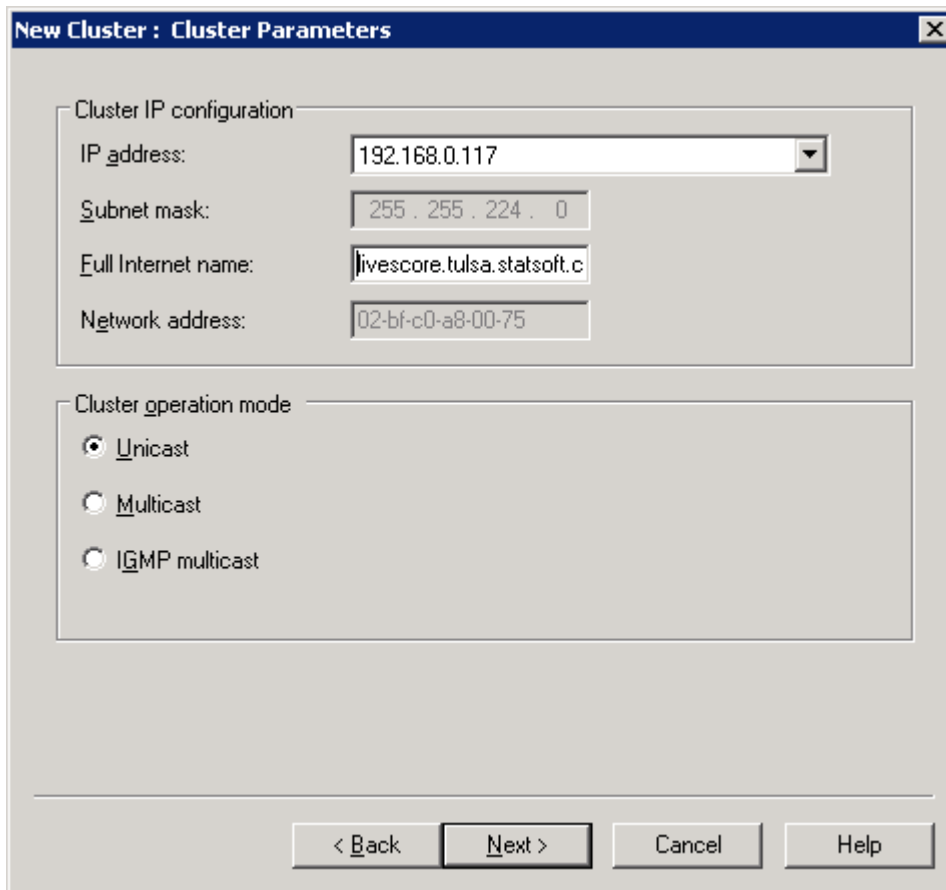 New Cluster : Cluster Parameters
Cluster IP configuration
IP address: 192.168.0.117
Subnet mask: 255 . 255 . 224 . 0
Full Internet name: livescore.tulsa.statsoft.c
Network address: 02-bf-c0-a8-00-75
Cluster operation mode
Unicast
Multicast
IGMP multicast
< Back Next > Cancel Help